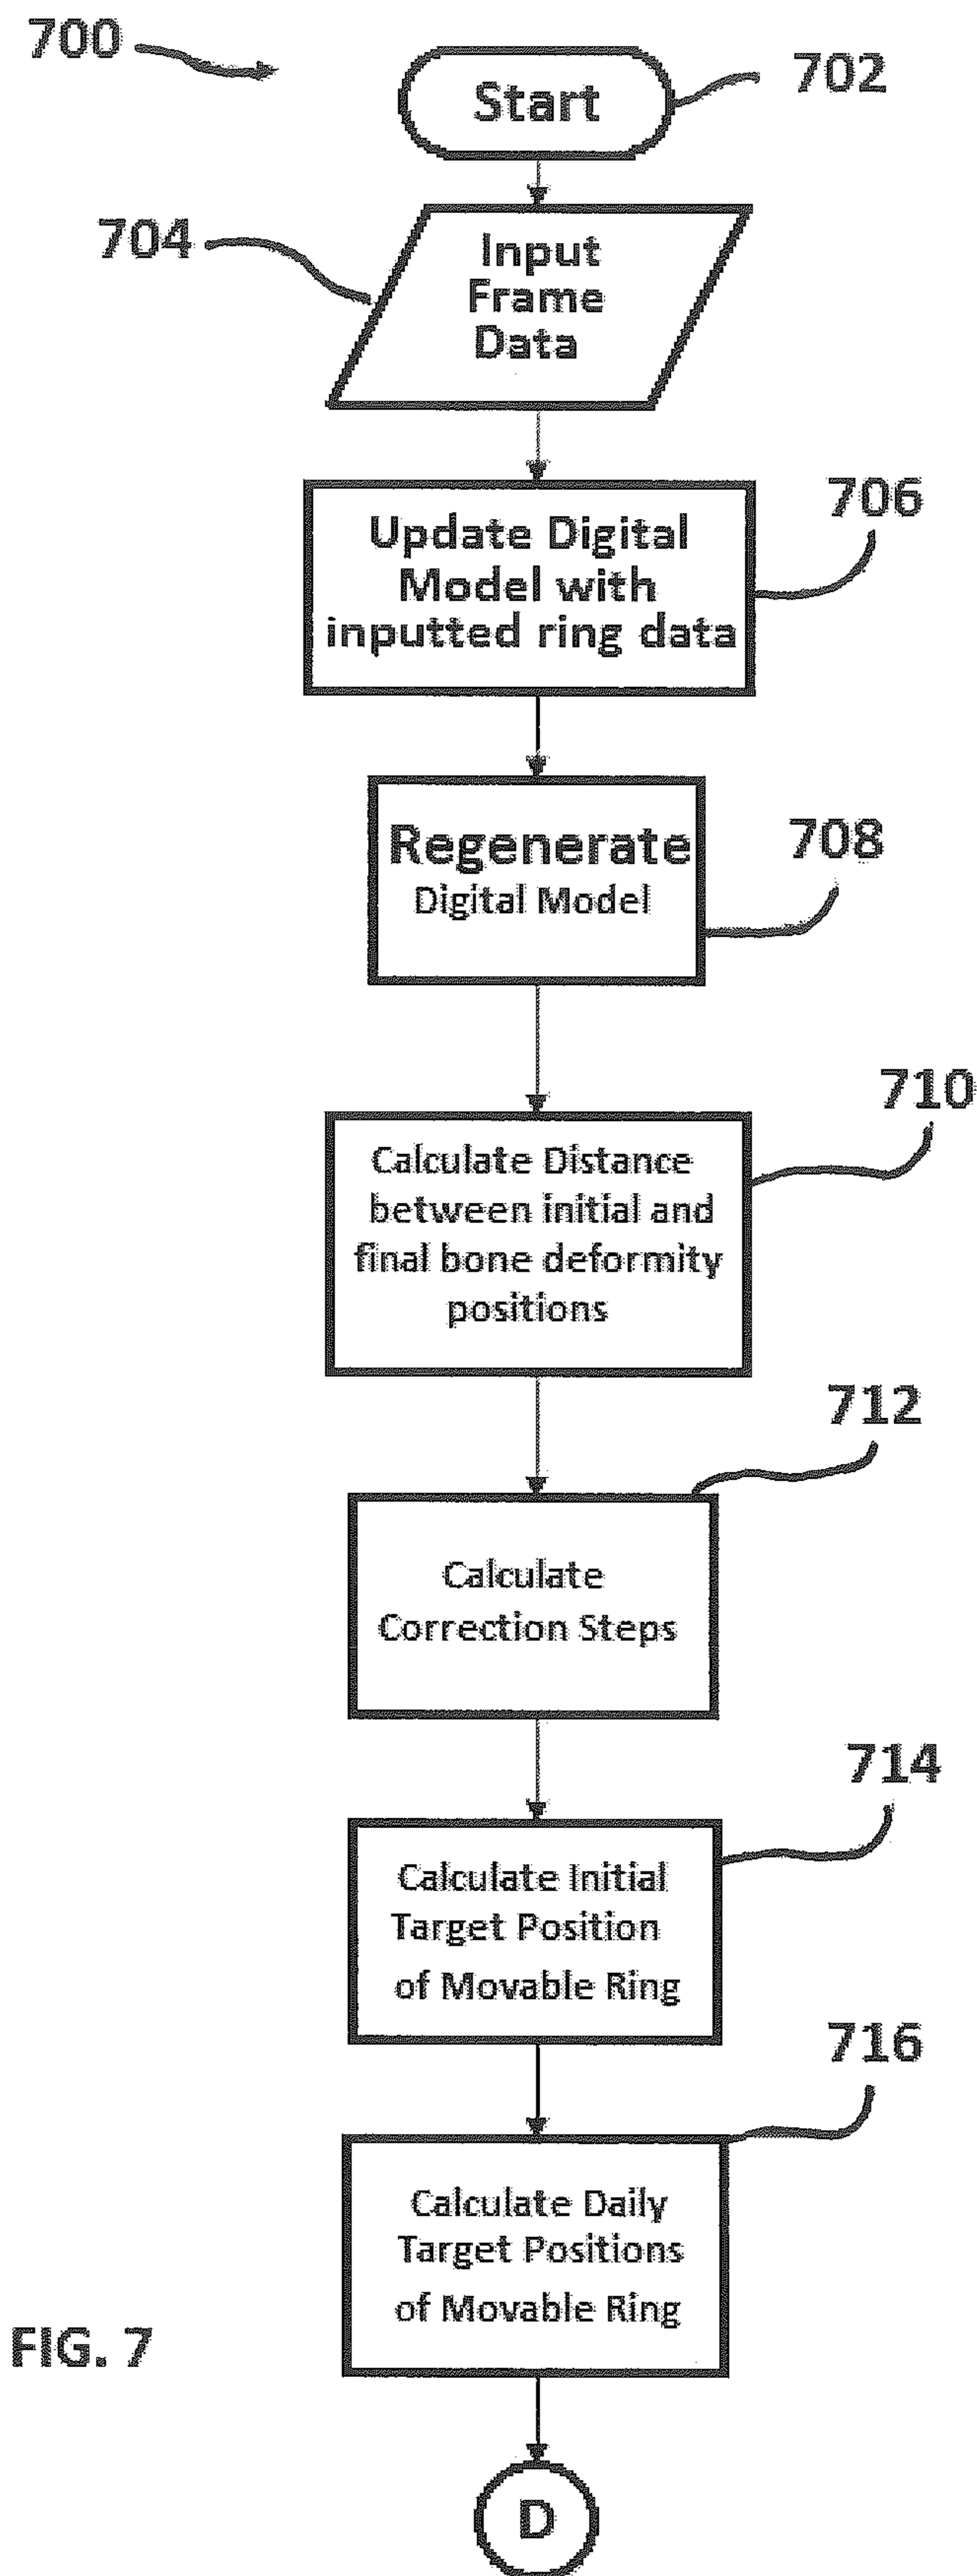 700
Start
702
704
Input
Frame
Data
706
Update Digital
Model with
inputted ring data
Regenerate
Digital Model
708
710
Calculate Distance
between initial and
final bone deformity
positions
712
Calculate
Correction Steps
714
Calculate Initial
Target Position
of Movable Ring
716
Calculate Daily
Target Positions
of Movable Ring
FIG. 7
D